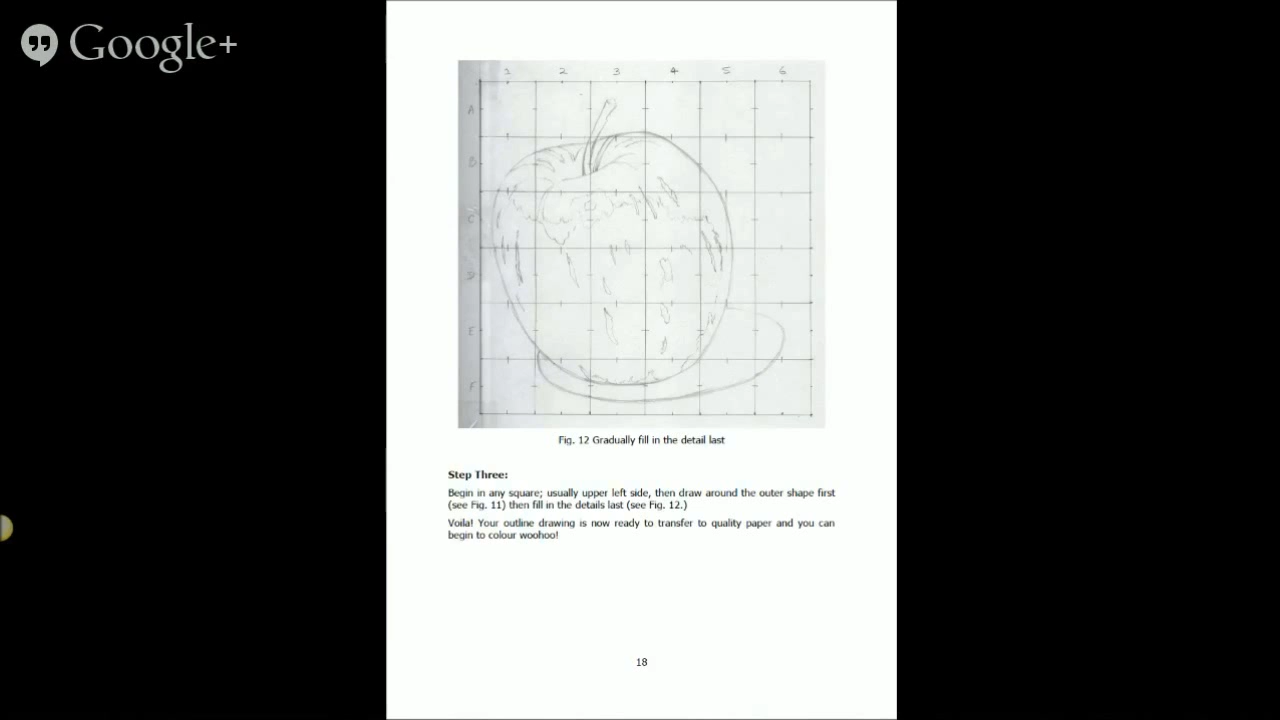 Google+
1 2 3 4 5 6
A
B
C
D
E
F
Fig. 12 Gradually fill in the detail last
Step Three:
Begin in any square; usually upper left side, then draw around the outer shape first
(see Fig. 11) then fill in the details last (see Fig. 12.)
Voila! Your outline drawing is now ready to transfer to quality paper and you can
begin to colour woohoo!
18